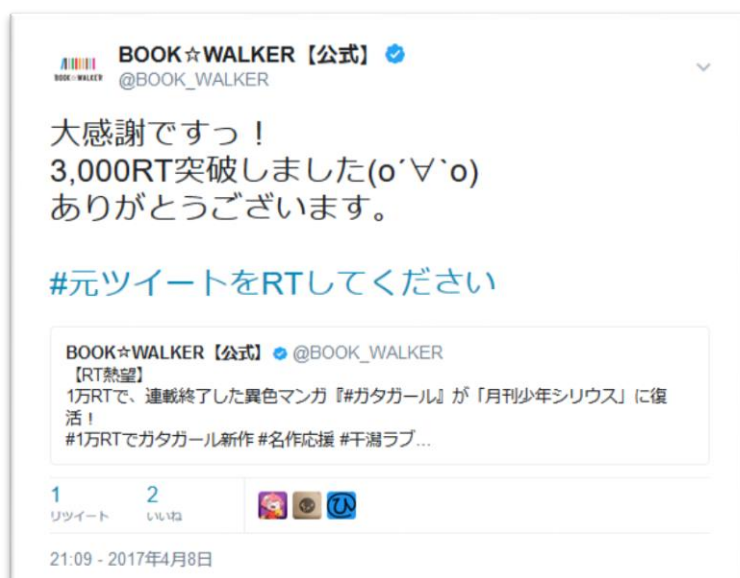 BOOK☆WALKER【公式】
BOOK☆WALKER
@BOOK_WALKER
大感謝ですっ！
3,000RT突破しました(o´∀`o)
ありがとうございます。
#元ツイートをRTしてください
BOOK☆WALKER【公式】 @BOOK_WALKER
【RT熱望】
1万RTで、連載終了した異色マンガ『#ガタガール』が「月刊少年シリウス」に復
活！
#1万RTでガタガール新作 #名作応援 #干潟ラブ...
1 2
リツイート いいね
ひ
21:09 - 2017年4月8日